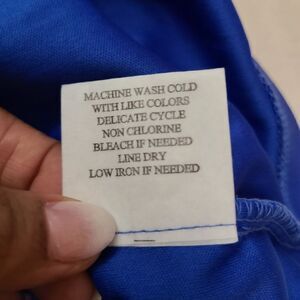 MACHINE WASH COLD
WITH LIKE COLORS
DELICATE CYCLE
NON CHLORINE
BLEACH IF NEEDED
LINE DRY
LOW IRON IF NEEDED